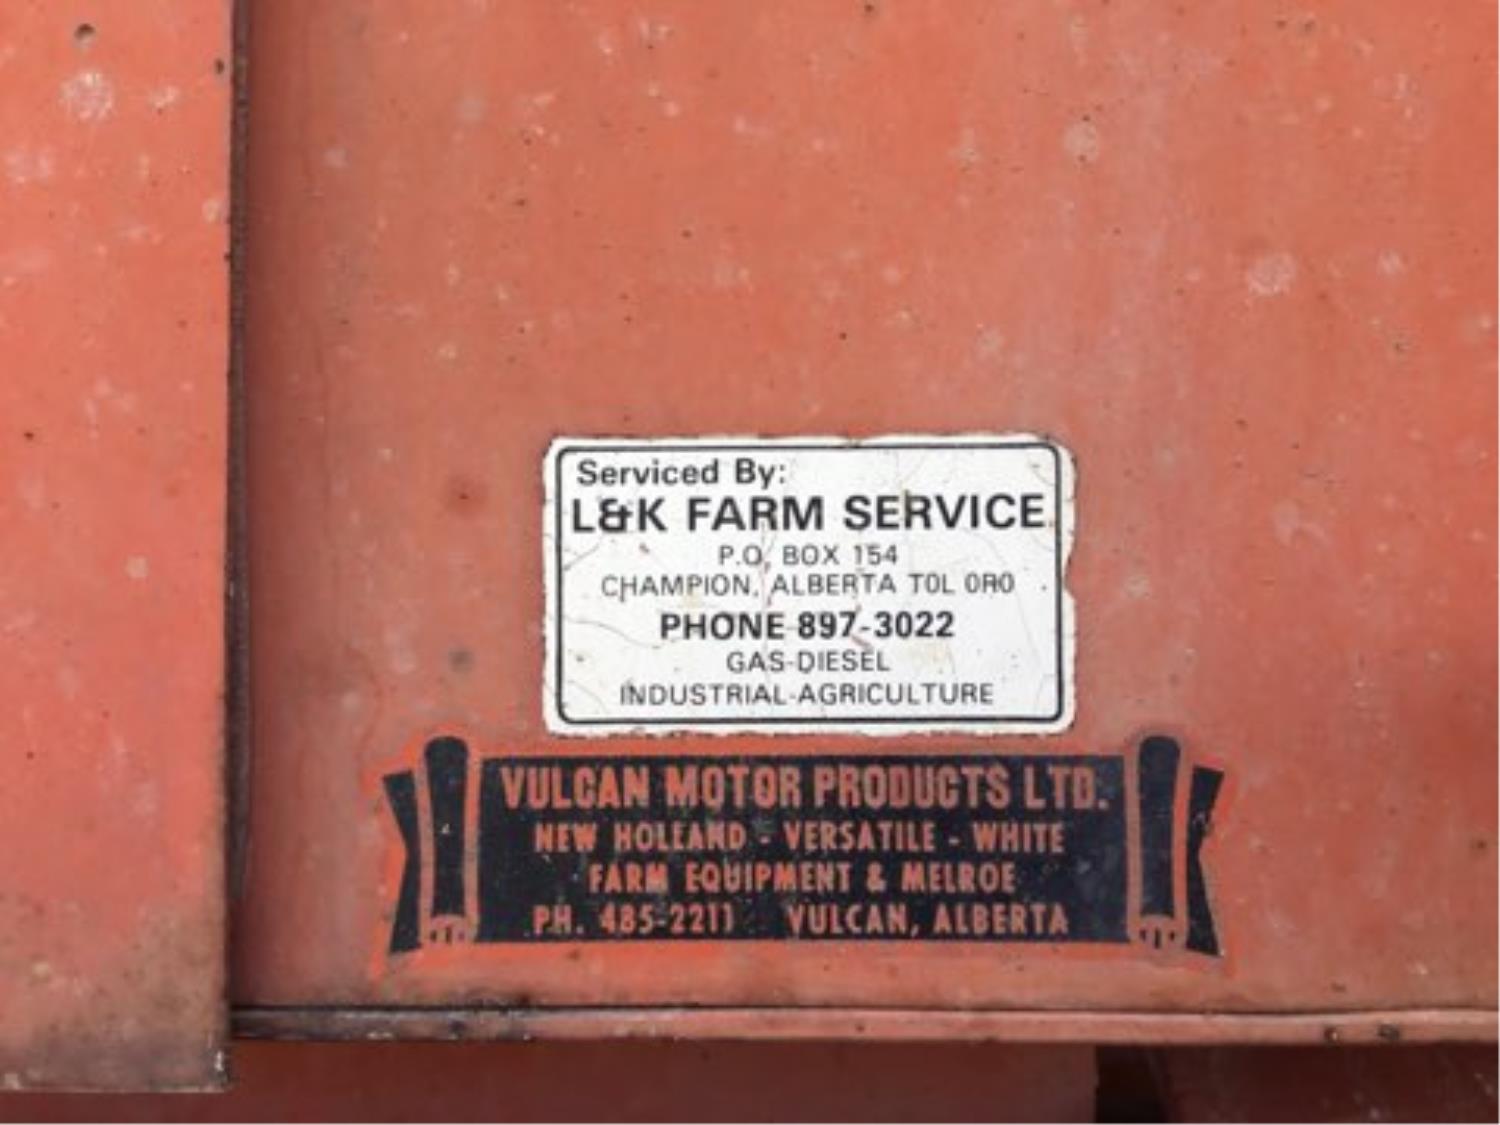 Serviced By:
L&K FARM SERVICE
P.O. BOX 154
CHAMPION, ALBERTA T0L 0R0
PHONE 897-3022
GAS-DIESEL
INDUSTRIAL-AGRICULTURE
VULCAN MOTOR PRODUCTS LTD.
NEW HOLLAND - VERSATILE - WHITE
FARM EQUIPMENT & MELROE
PH. 485-2211 VULCAN, ALBERTA